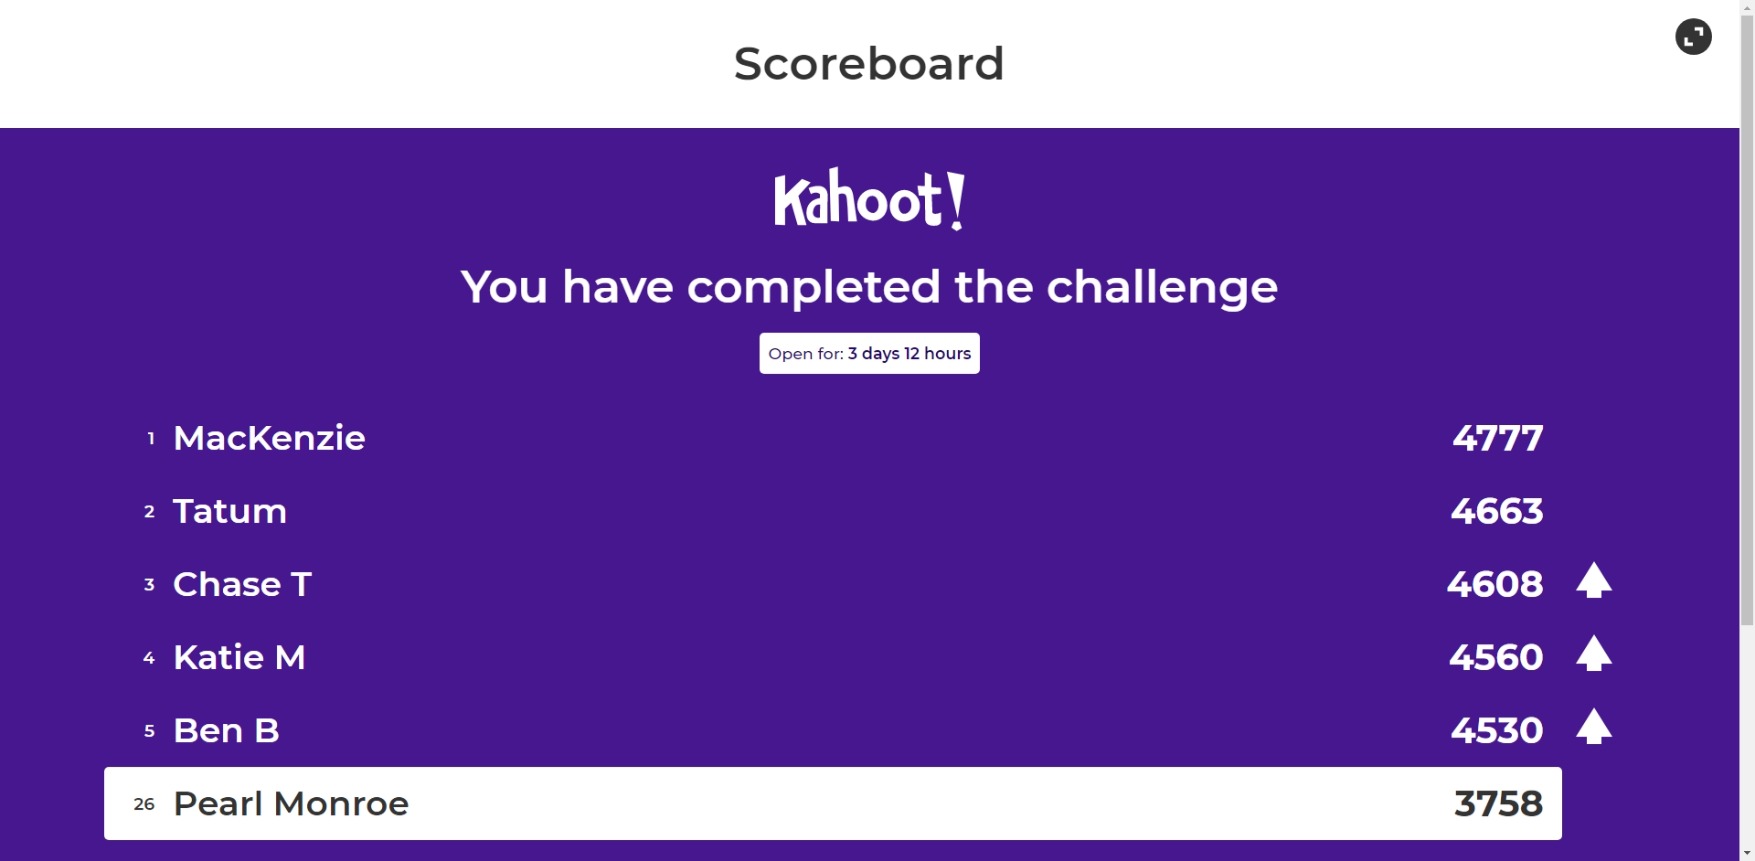 Scoreboard
Kahoot!
You have completed the challenge
Open for: 3 days 12 hours
1 MacKenzie 4777
2 Tatum 4663
3 Chase T 4608
4 Katie M 4560
5 Ben B 4530
26 Pearl Monroe 3758